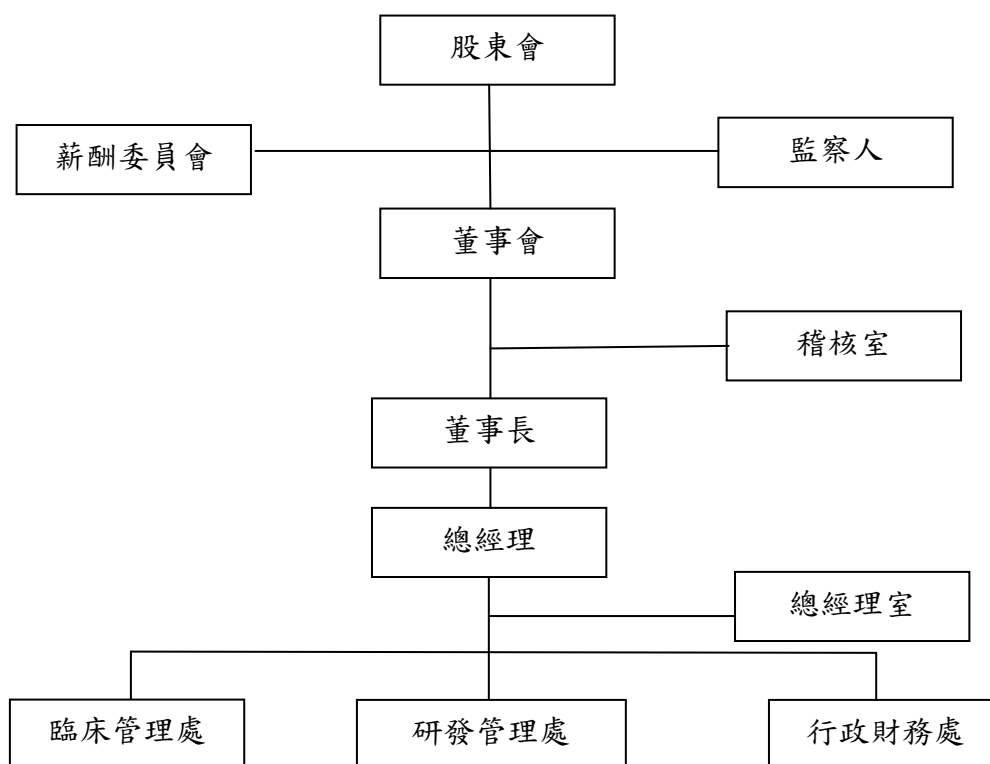 股東會
薪酬委員會
監察人
董事會
稽核室
董事長
總經理
總經理室
臨床管理處
研發管理處
行政財務處